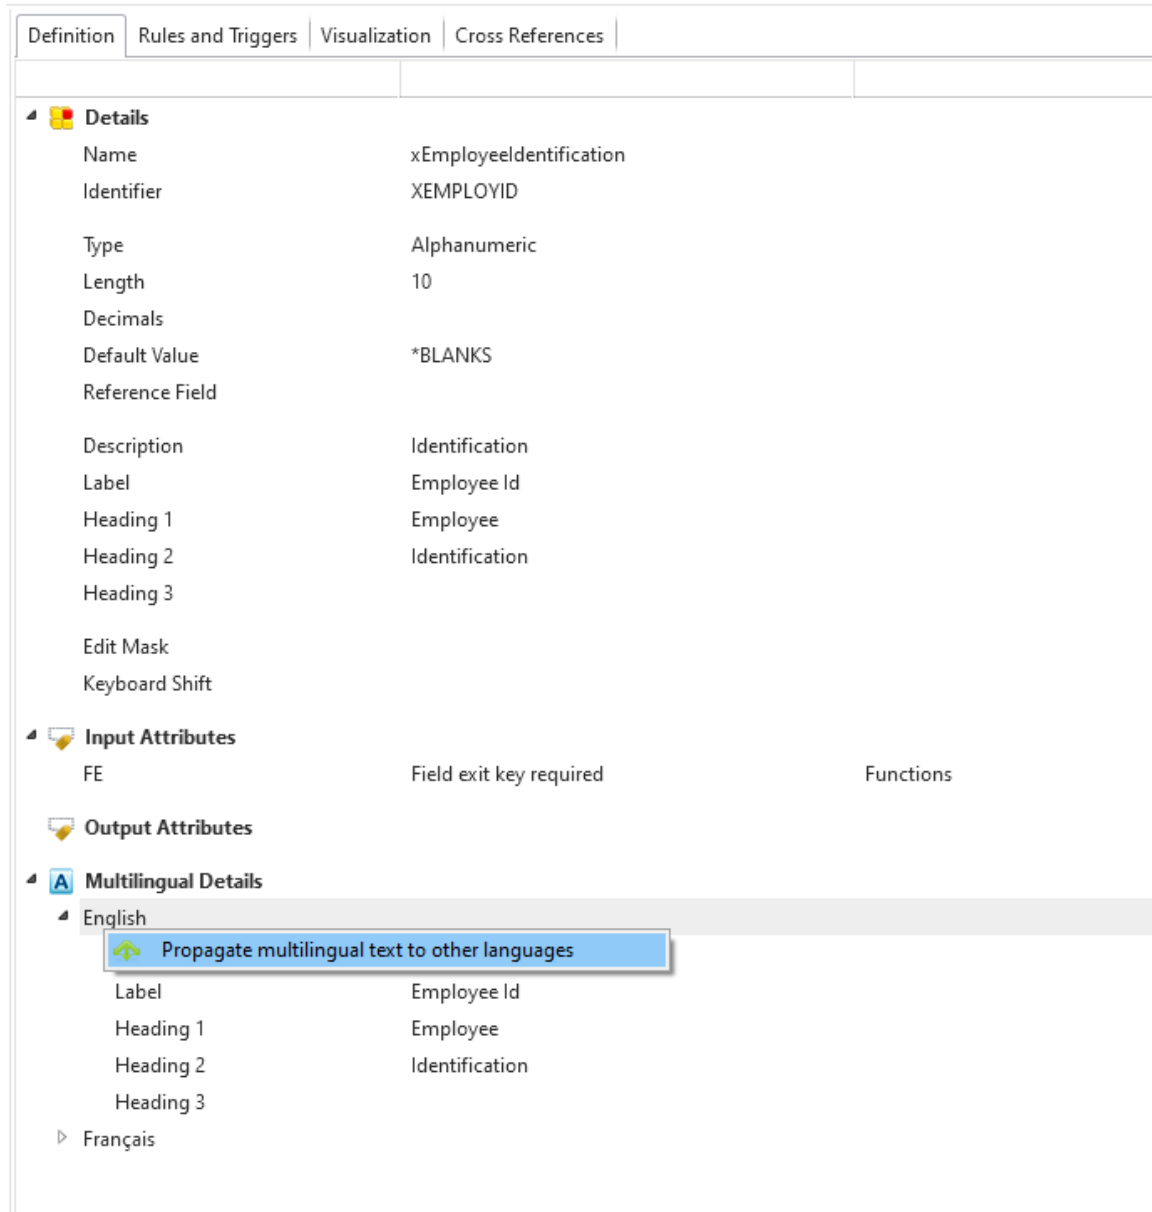 Definition Rules and Triggers Visualization Cross References
Details
Name xEmployeeIdentification
Identifier XEMPLOYID
Type Alphanumeric
Length 10
Decimals
Default Value *BLANKS
Reference Field
Description Identification
Label Employee Id
Heading 1 Employee
Heading 2 Identification
Heading 3
Edit Mask
Keyboard Shift
Input Attributes
FE Field exit key required Functions
Output Attributes
A Multilingual Details
English
Propagate multilingual text to other languages
Label Employee Id
Heading 1 Employee
Heading 2 Identification
Heading 3
Français